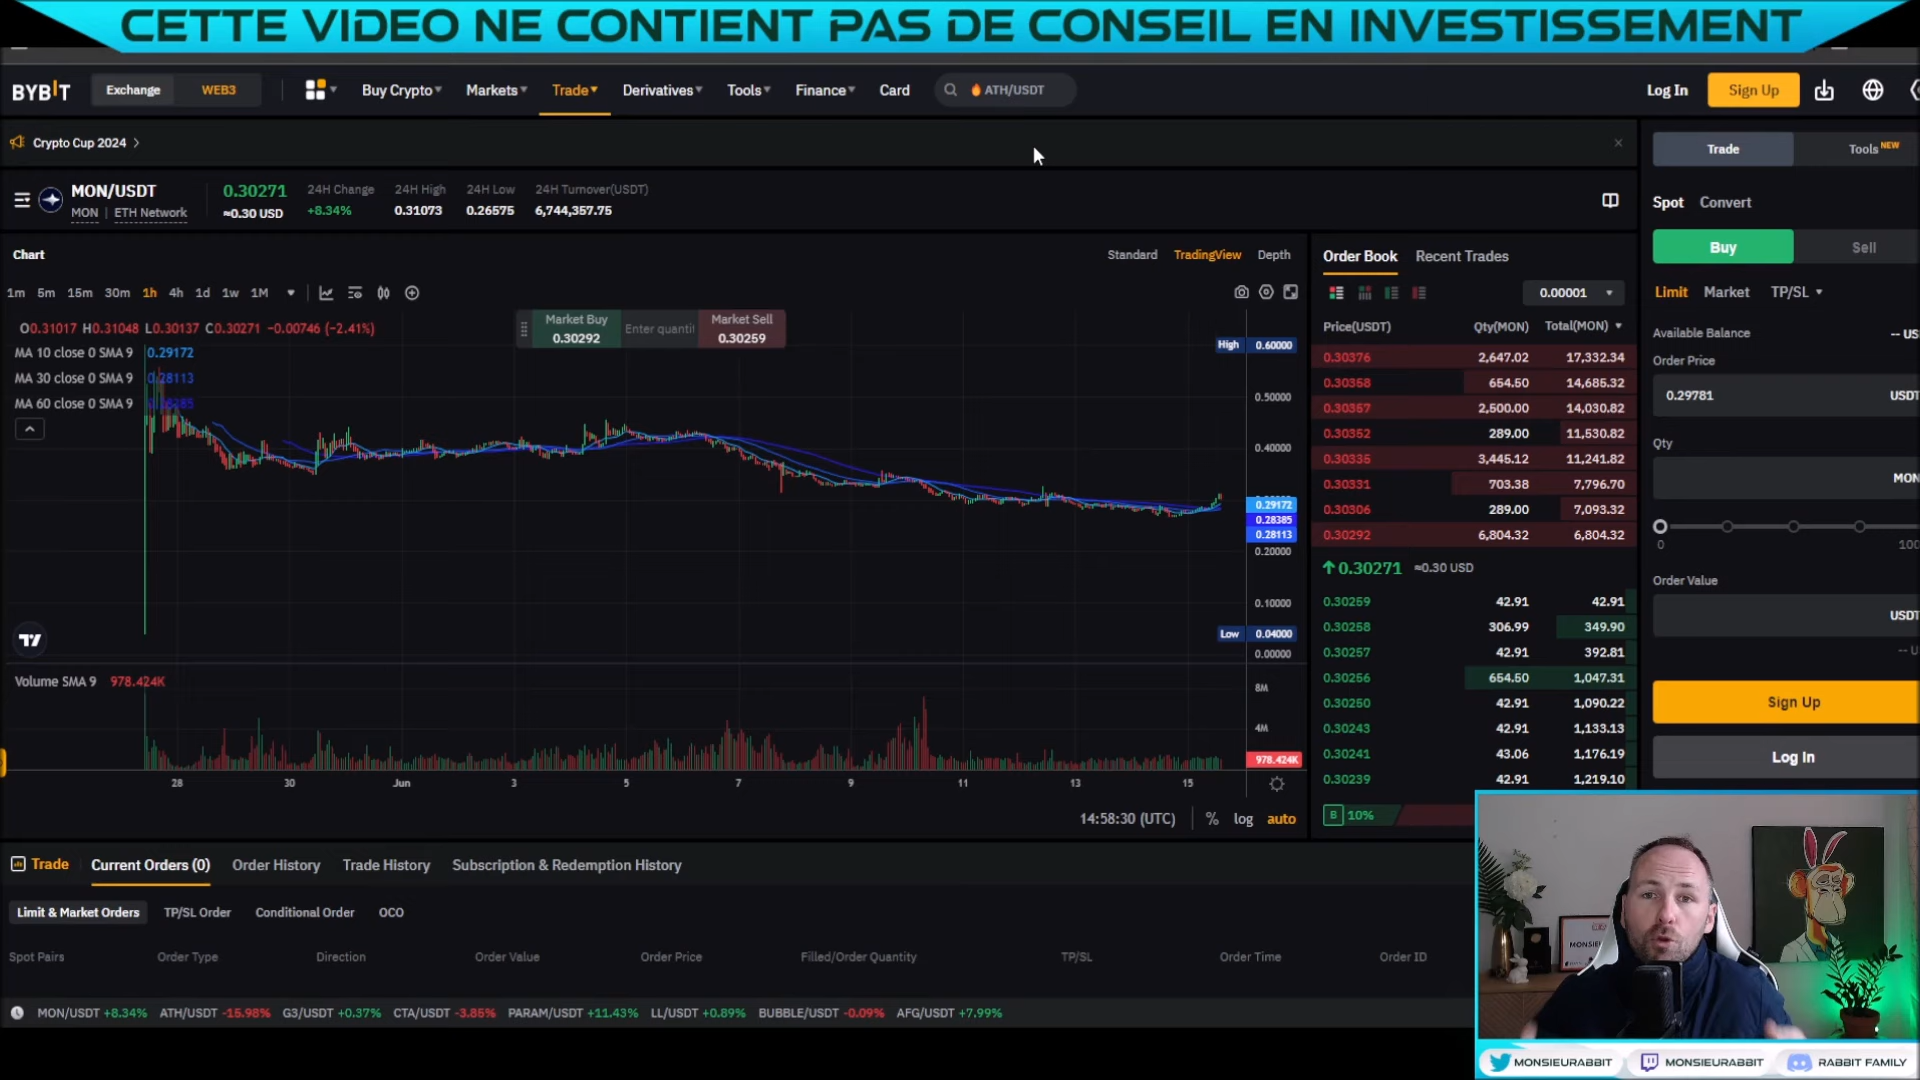 CETTE VIDEO NE CONTIENT PAS DE CONSEIL EN INVESTISSEMENT
BYBIT Exchange WEB3 Buy Crypto Markets Trade Derivatives Tools Finance Card ATH/USDT Log In Sign Up
Crypto Cup 2024
Trade Tools NEW
MON/USDT 0.30271 24H Change 24H High 24H Low 24H Turnover(USDT)
MON | ETH Network ≈0.30 USD +8.34% 0.31073 0.26575 6,744,357.75
Spot Convert
Buy Sell
Chart Standard TradingView Depth
Order Book Recent Trades
1m 5m 15m 30m 1h 4h 1d 1w 1M
0.00001
Limit Market TP/SL
O0.31017 H0.31048 L0.30137 C0.30271 −0.00746 (−2.41%)
Market Buy Enter quantit Market Sell
0.30292 0.30259
MA 10 close 0 SMA 9 0.29172
MA 30 close 0 SMA 9 0.28113
MA 60 close 0 SMA 9 0.28385
High 0.60000
0.50000
0.40000
0.29172
0.28385
0.28113
0.20000
0.10000
Low 0.04000
0.00000
Volume SMA 9 978.424K
8M
4M
978.424K
28 30 Jun 3 5 7 9 11 13 15
14:58:30 (UTC) % log auto
Price(USDT) Qty(MON) Total(MON)
0.30376 2,647.02 17,332.34
0.30368 654.50 14,685.32
0.30357 2,500.00 14,030.82
0.30352 289.00 11,530.82
0.30335 3,445.12 11,241.82
0.30331 703.38 7,796.70
0.30306 289.00 7,093.32
0.30292 6,804.32 6,804.32
0.30271 ≈0.30 USD
0.30259 42.91 42.91
0.30258 306.99 349.90
0.30257 42.91 392.81
0.30256 654.50 1,047.31
0.30250 42.91 1,090.22
0.30243 42.91 1,133.13
0.30241 43.06 1,176.19
0.30239 42.91 1,219.10
B 10%
Available Balance -- US
Order Price
0.29781 USDT
Qty
MON
0 100
Order Value
USDT
-- U
Sign Up
Log In
Trade Current Orders (0) Order History Trade History Subscription & Redemption History
Limit & Market Orders TP/SL Order Conditional Order OCO
Spot Pairs Order Type Direction Order Value Order Price Filled/Order Quantity TP/SL Order Time Order ID
MON/USDT +8.34% ATH/USDT -15.98% G3/USDT +0.37% CTA/USDT -3.85% PARAM/USDT +11.43% LL/USDT +0.89% BUBBLE/USDT -0.09% AFG/USDT +7.99%
MONSIEURABBIT MONSIEURABBIT RABBIT FAMILY